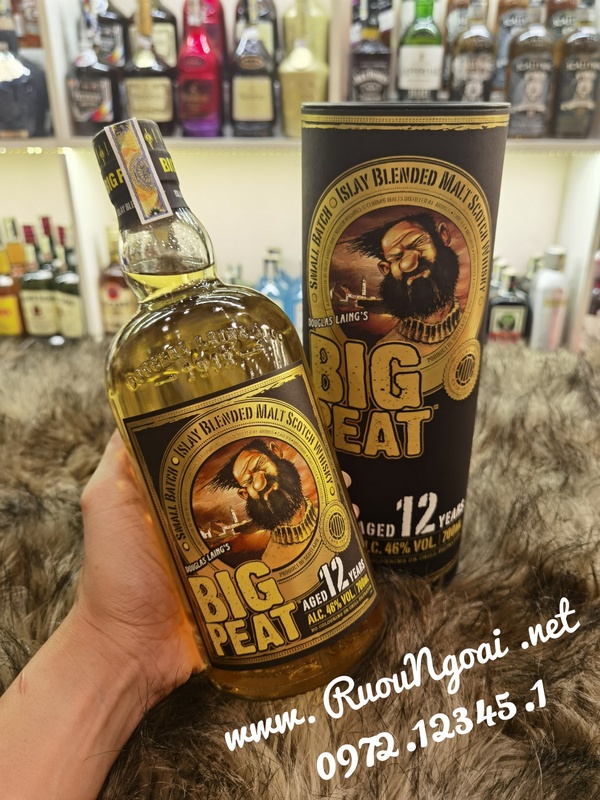 SMALL BATCH • ISLAY BLENDED MALT SCOTCH WHISKY
DOUGLAS LAING'S
BIG
PEAT
AGED 12 YEARS
ALC. 46% VOL. 700ml
BIG
SMALL BATCH • ISLAY BLENDED MALT SCOTCH WHISKY
DOUGLAS LAING'S
BIG
PEAT
AGED 12 YEARS
ALC. 46% VOL. 700ml
www. RuouNgoai .net
0972.12345.1